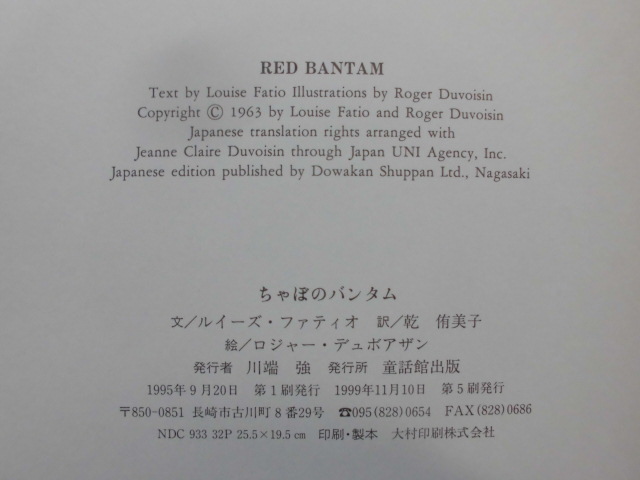 RED BANTAM
Text by Louise Fatio Illustrations by Roger Duvoisin
Copyright Ⓒ 1963 by Louise Fatio and Roger Duvoisin
Japanese translation rights arranged with
Jeanne Claire Duvoisin through Japan UNI Agency, Inc.
Japanese edition published by Dowakan Shuppan Ltd., Nagasaki
ちゃぼのバンタム
文/ルイーズ・ファティオ 訳/乾 侑美子
絵/ロジャー・デュボアザン
発行者 川端 強 発行所 童話館出版
1995年9月20日 第1刷発行 1999年11月10日 第5刷発行
〒850-0851 長崎市古川町8番29号 ☎095(828)0654 FAX(828)0686
NDC 933 32P 25.5×19.5㎝ 印刷・製本 大村印刷株式会社